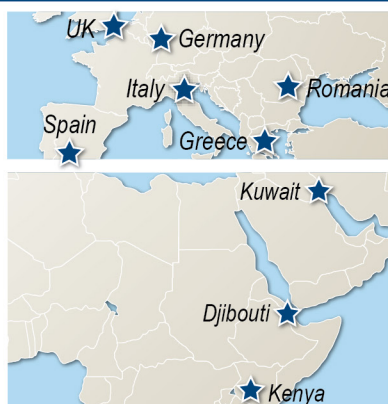 UK
Germany
Italy
Romania
Spain
Greece
Kuwait
Djibouti
Kenya